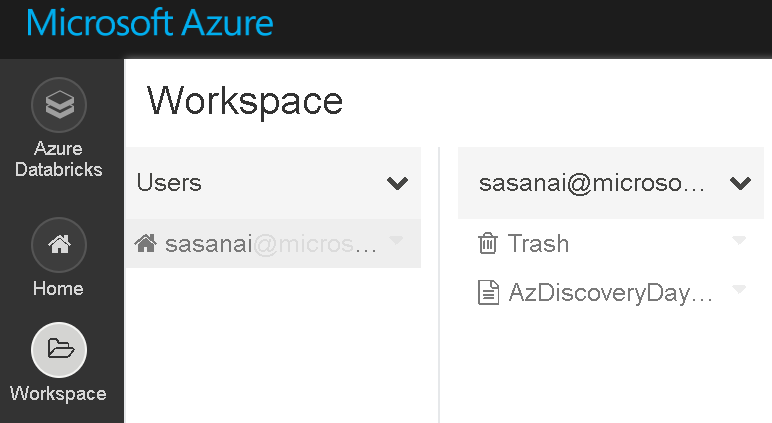 Microsoft Azure
Azure
Databricks
Home
Workspace
Workspace
Users
sasanai@micros...
sasanai@microso...
Trash
AzDiscoveryDay...